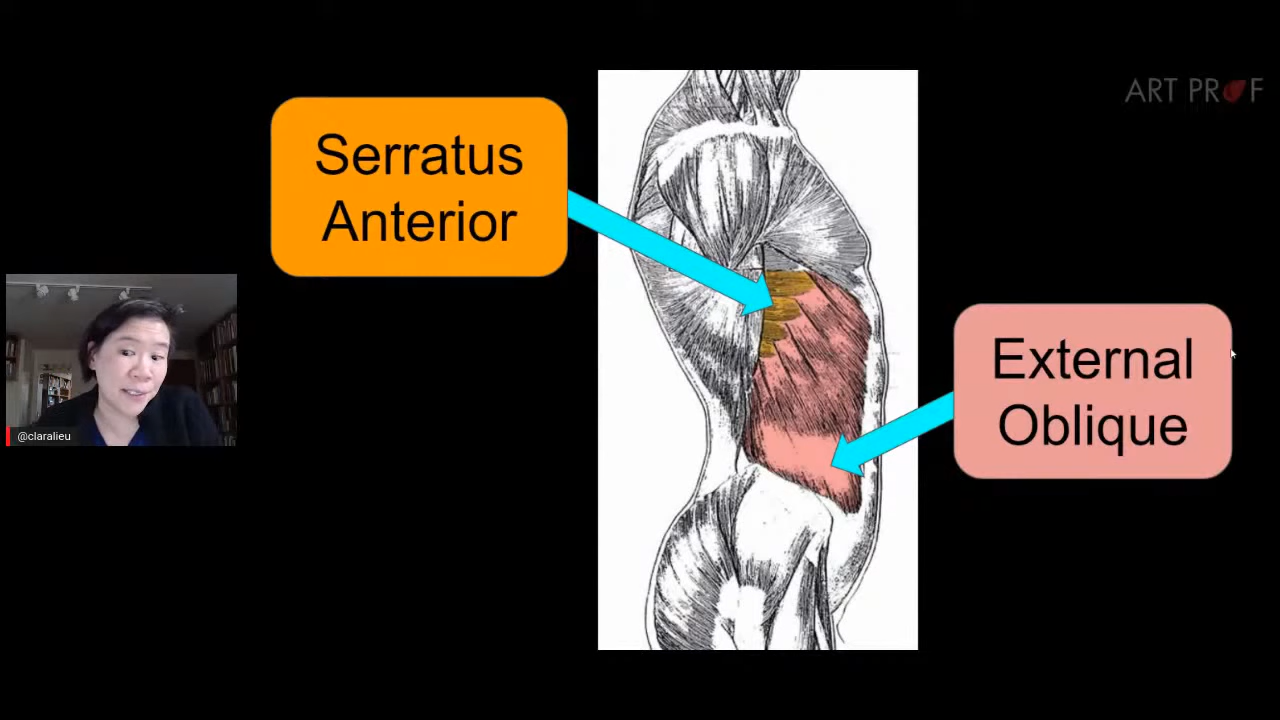 ART PROF
Serratus
Anterior
External
Oblique
@claralieu